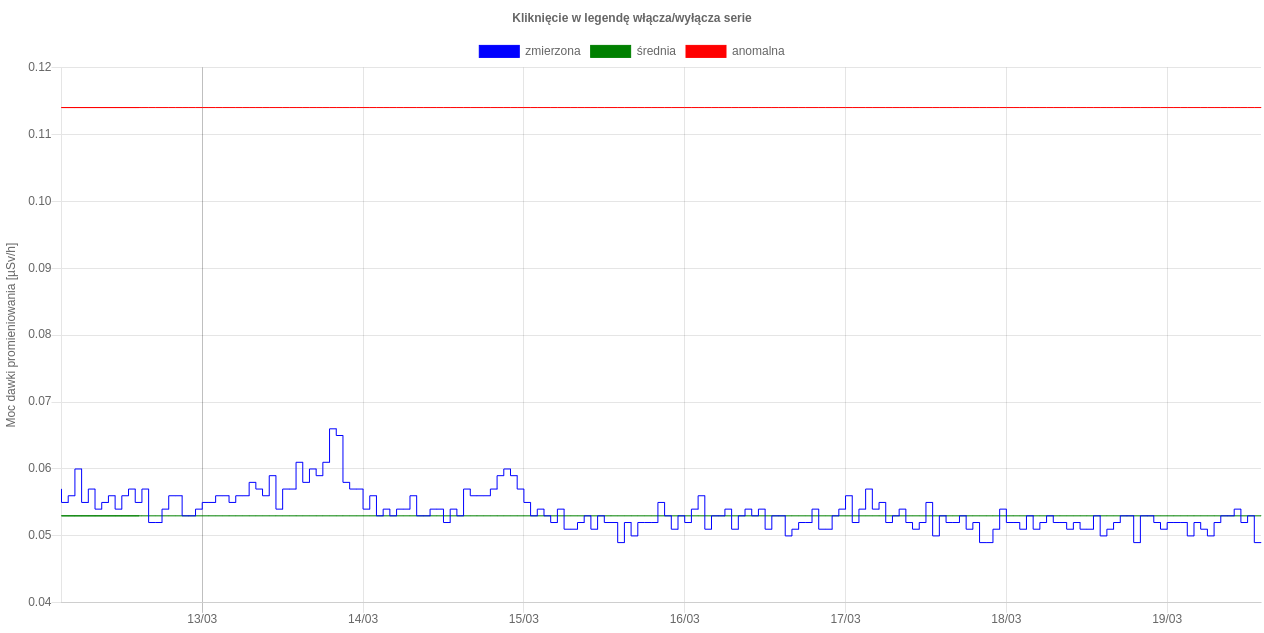 Kliknięcie w legendę włącza/wyłącza serie
zmierzona średnia anomalna
Moc dawki promieniowania [µSv/h]
0.12
0.11
0.10
0.09
0.08
0.07
0.06
0.05
0.04
13/03 14/03 15/03 16/03 17/03 18/03 19/03